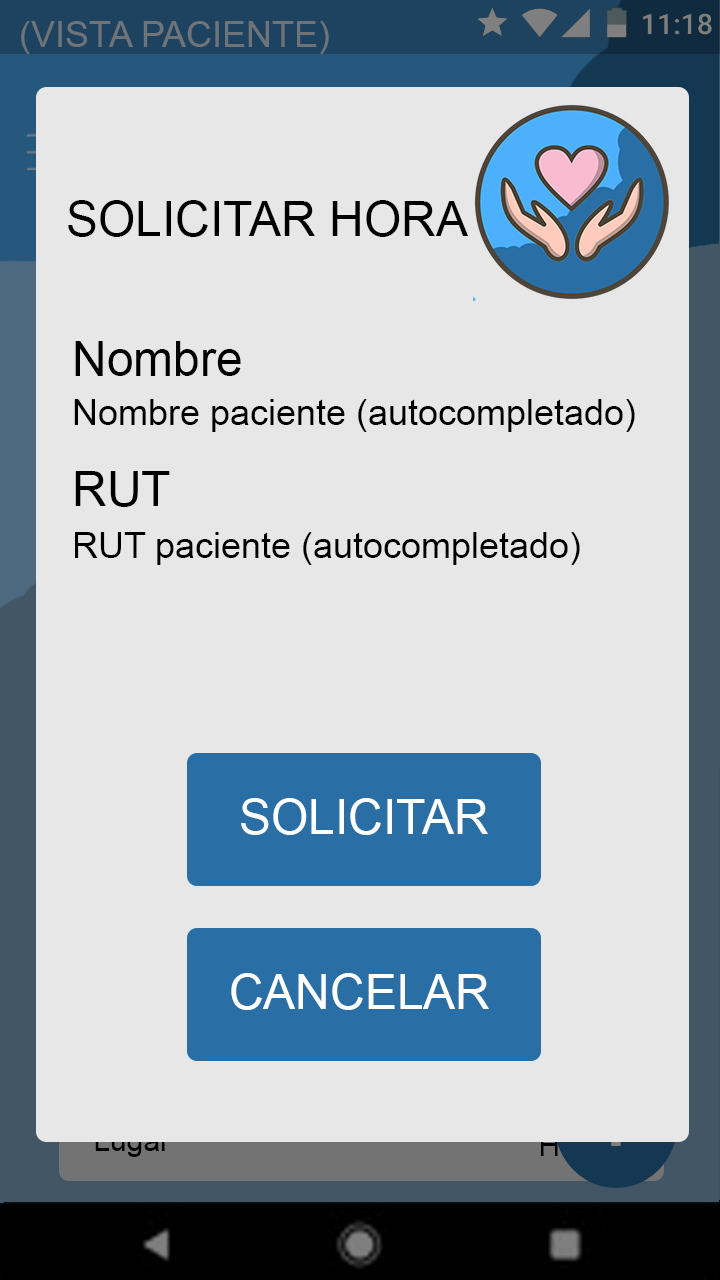 (VISTA PACIENTE)
11:18
SOLICITAR HORA
Nombre
Nombre paciente (autocompletado)
RUT
RUT paciente (autocompletado)
SOLICITAR
CANCELAR
Lugar
H